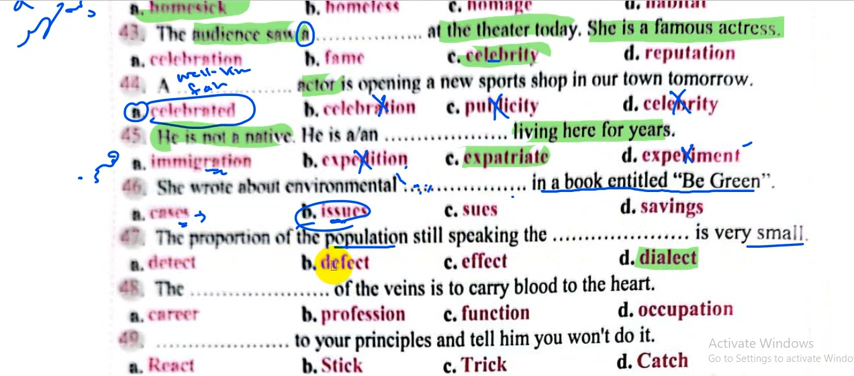 a. homesick b. homeless c. homage d. habitat
43. The audience saw a .................. at the theater today. She is a famous actress.
a. celebration b. fame c. celebrity d. reputation
44. A .................. actor is opening a new sports shop in our town tomorrow.
a. celebrated b. celebration c. publicity d. celebrity
45. He is not a native. He is a/an .................. living here for years.
a. immigration b. expedition c. expatriate d. experiment
46. She wrote about environmental .................. in a book entitled “Be Green”.
a. cases b. issues c. sues d. savings
47. The proportion of the population still speaking the .................. is very small.
a. detect b. defect c. effect d. dialect
48. The .................. of the veins is to carry blood to the heart.
a. career b. profession c. function d. occupation
49. .................. to your principles and tell him you won't do it.
a. React b. Stick c. Trick d. Catch
Activate Windows
Go to Settings to activate Windo